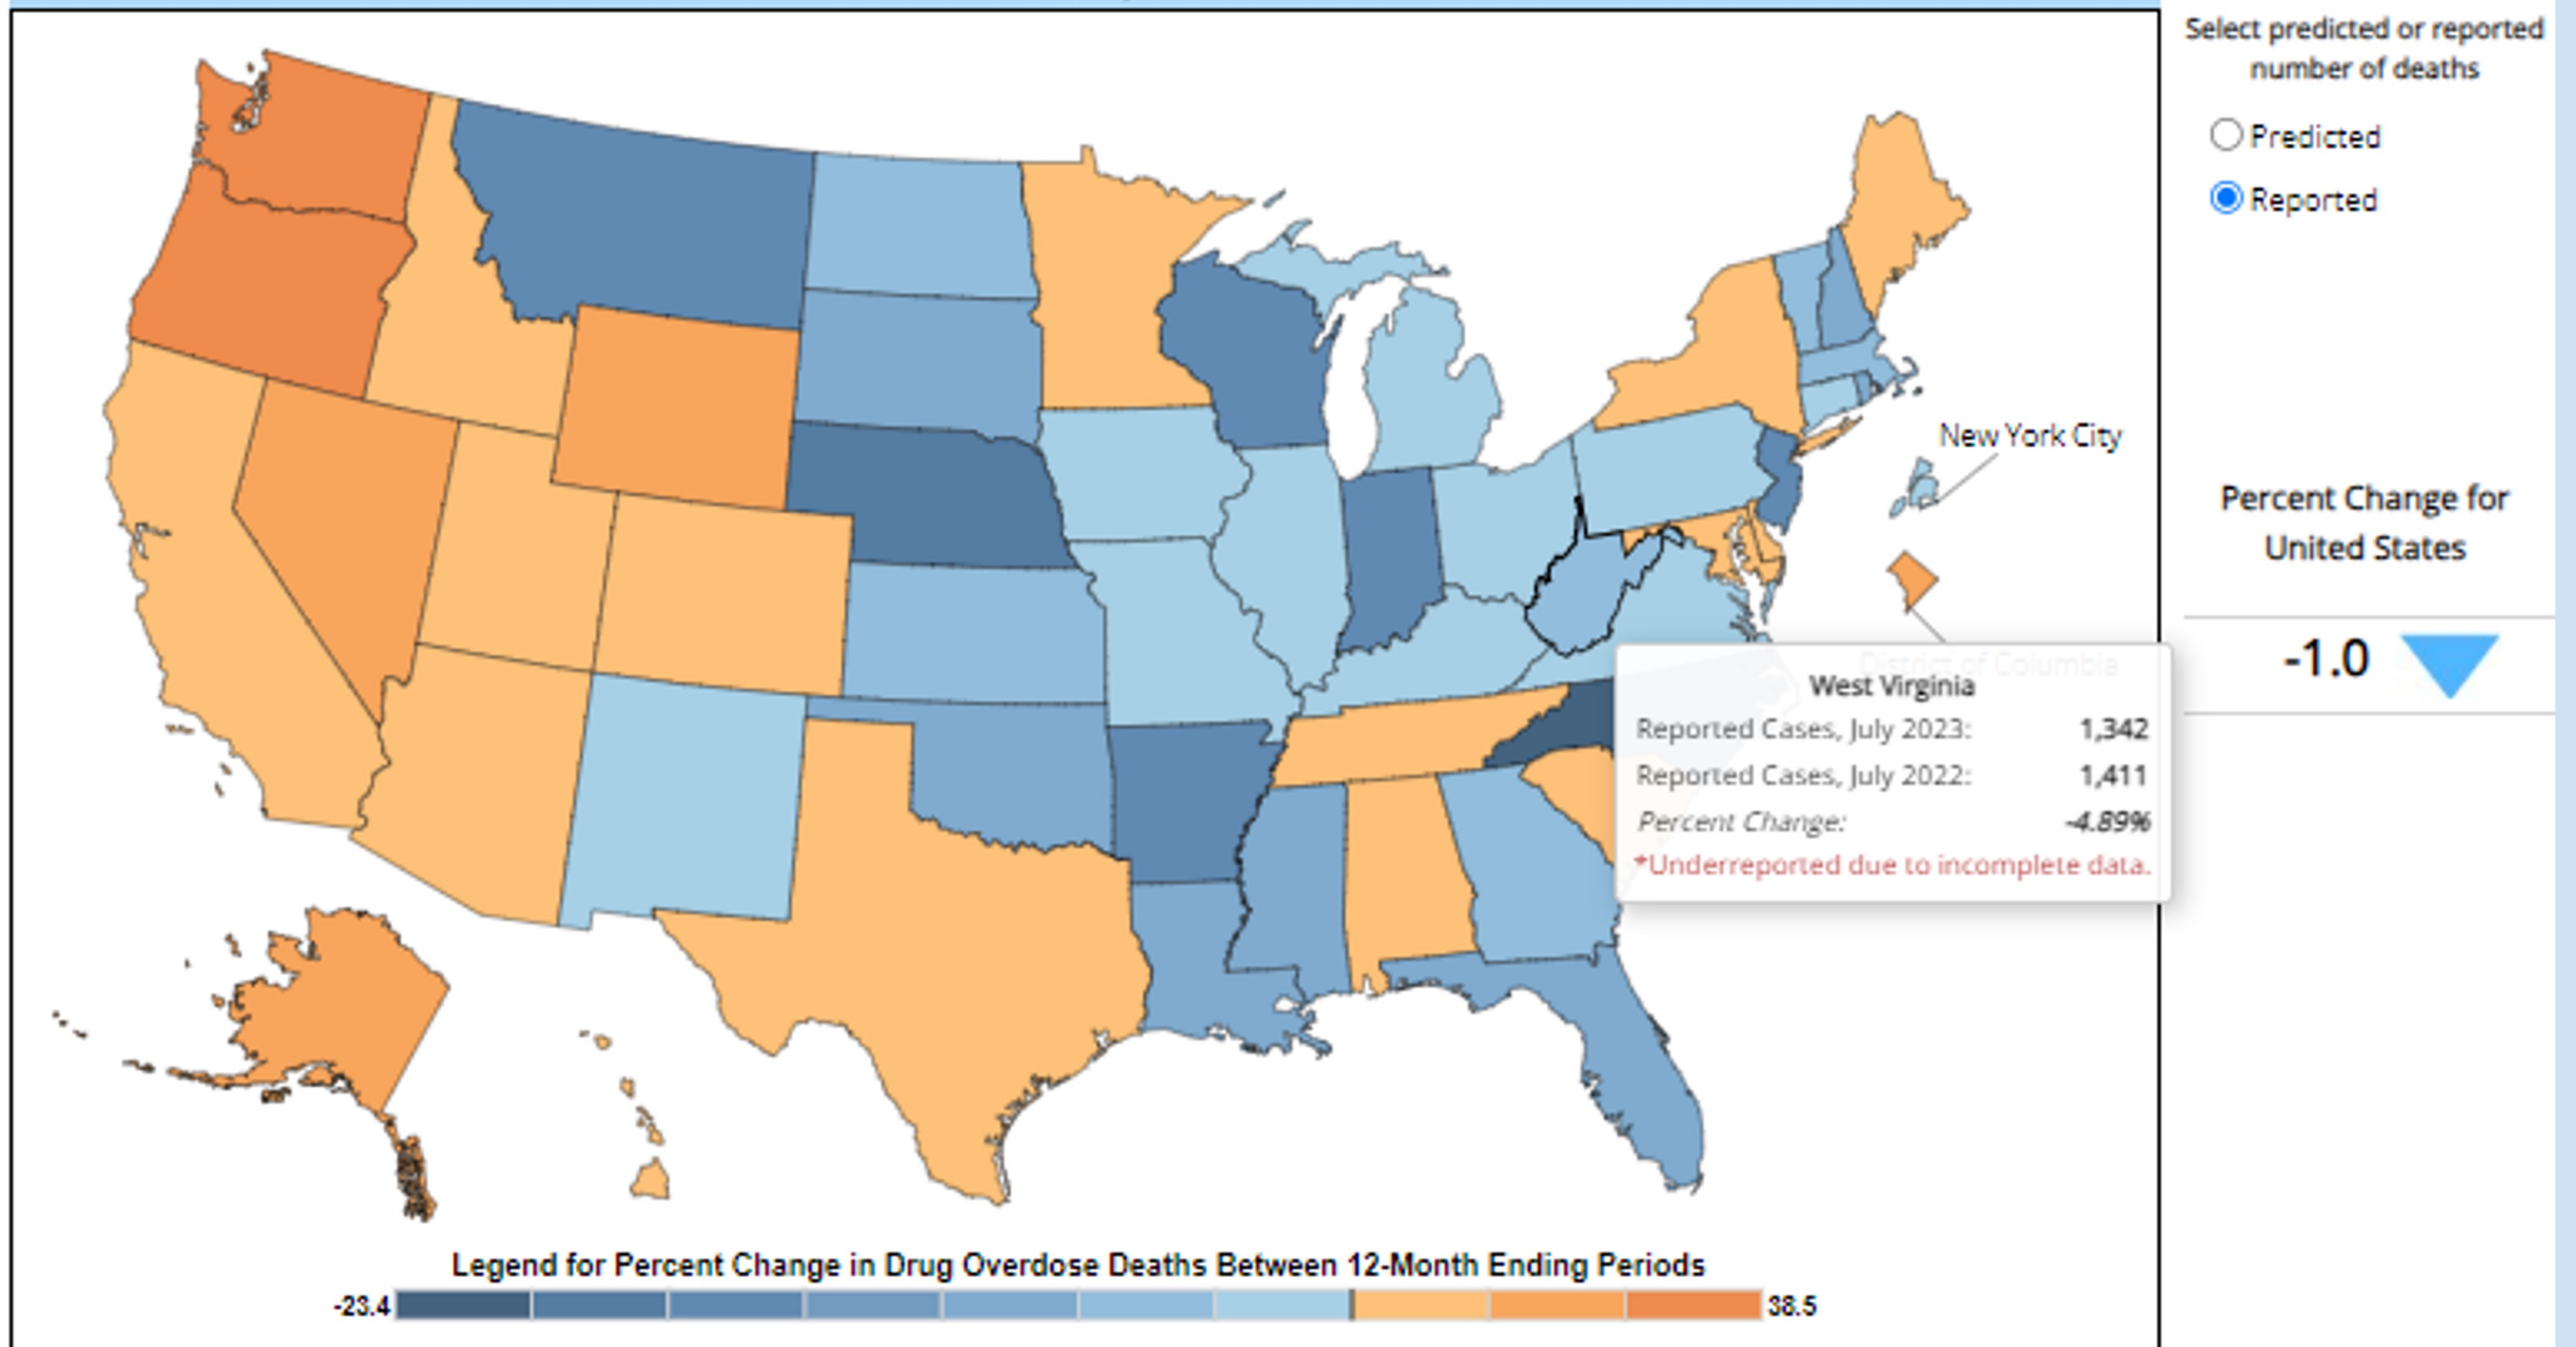 Select predicted or reported
number of deaths
Predicted
Reported
New York City
Percent Change for
United States
-1.0
District of Columbia
West Virginia
Reported Cases, July 2023: 1,342
Reported Cases, July 2022: 1,411
Percent Change: -4.89%
*Underreported due to incomplete data.
Legend for Percent Change in Drug Overdose Deaths Between 12-Month Ending Periods
-23.4 38.5